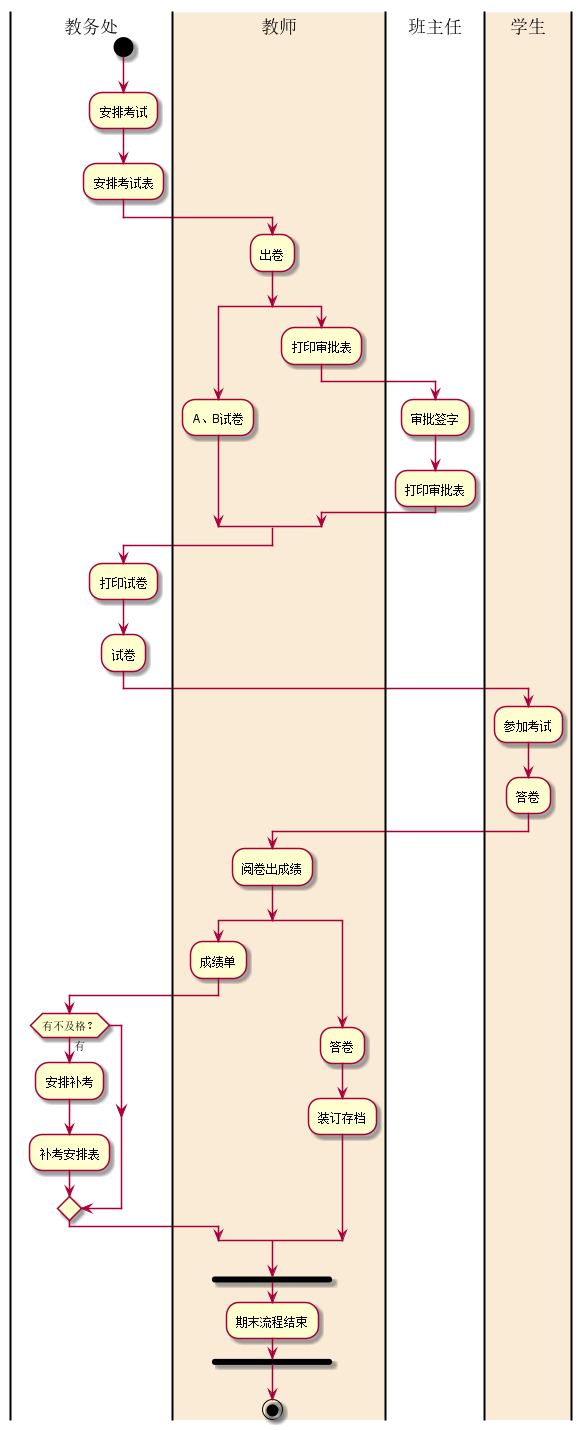 教务处
教师
班主任
学生
安排考试
安排考试表
出卷
打印审批表
A、B试卷
审批签字
打印审批表
打印试卷
试卷
参加考试
答卷
阅卷出成绩
成绩单
有不及格？
有
答卷
安排补考
装订存档
补考安排表
期末流程结束